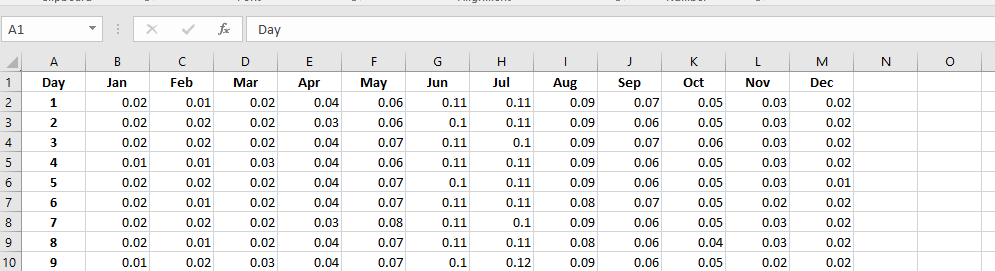 Clipboard Font Alignment Number
A1 fx Day
A B C D E F G H I J K L M N O
1 Day Jan Feb Mar Apr May Jun Jul Aug Sep Oct Nov Dec
2 1 0.02 0.01 0.02 0.04 0.06 0.11 0.11 0.09 0.07 0.05 0.03 0.02
3 2 0.02 0.02 0.02 0.03 0.06 0.1 0.11 0.09 0.06 0.05 0.03 0.02
4 3 0.02 0.02 0.02 0.04 0.07 0.11 0.1 0.09 0.07 0.06 0.03 0.02
5 4 0.01 0.01 0.03 0.04 0.06 0.11 0.11 0.09 0.06 0.05 0.03 0.02
6 5 0.02 0.02 0.02 0.04 0.07 0.1 0.11 0.09 0.06 0.05 0.03 0.01
7 6 0.02 0.01 0.02 0.04 0.07 0.11 0.11 0.08 0.07 0.05 0.02 0.02
8 7 0.02 0.02 0.02 0.03 0.08 0.11 0.1 0.09 0.06 0.05 0.03 0.02
9 8 0.02 0.01 0.02 0.04 0.07 0.11 0.11 0.08 0.06 0.04 0.03 0.02
10 9 0.01 0.02 0.03 0.04 0.07 0.1 0.12 0.09 0.06 0.05 0.02 0.02